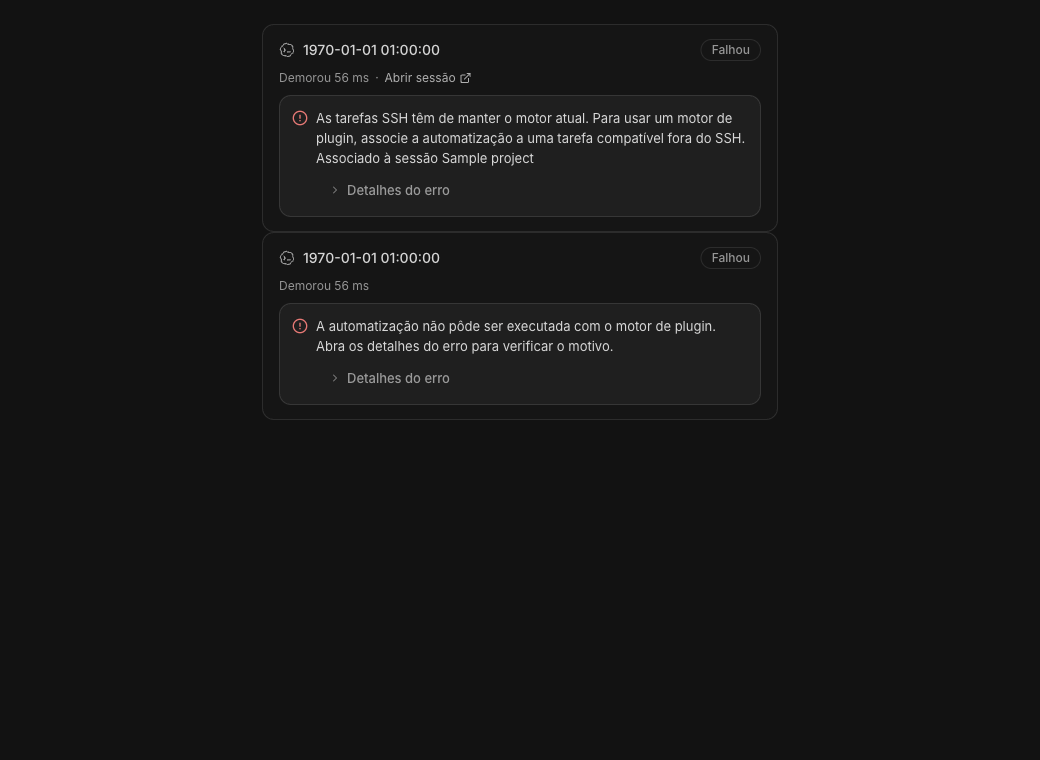 1970-01-01 01:00:00
Falhou
Demorou 56 ms · Abrir sessão
As tarefas SSH têm de manter o motor atual. Para usar um motor de
plugin, associe a automatização a uma tarefa compatível fora do SSH.
Associado à sessão Sample project
Detalhes do erro
1970-01-01 01:00:00
Falhou
Demorou 56 ms
A automatização não pôde ser executada com o motor de plugin.
Abra os detalhes do erro para verificar o motivo.
Detalhes do erro